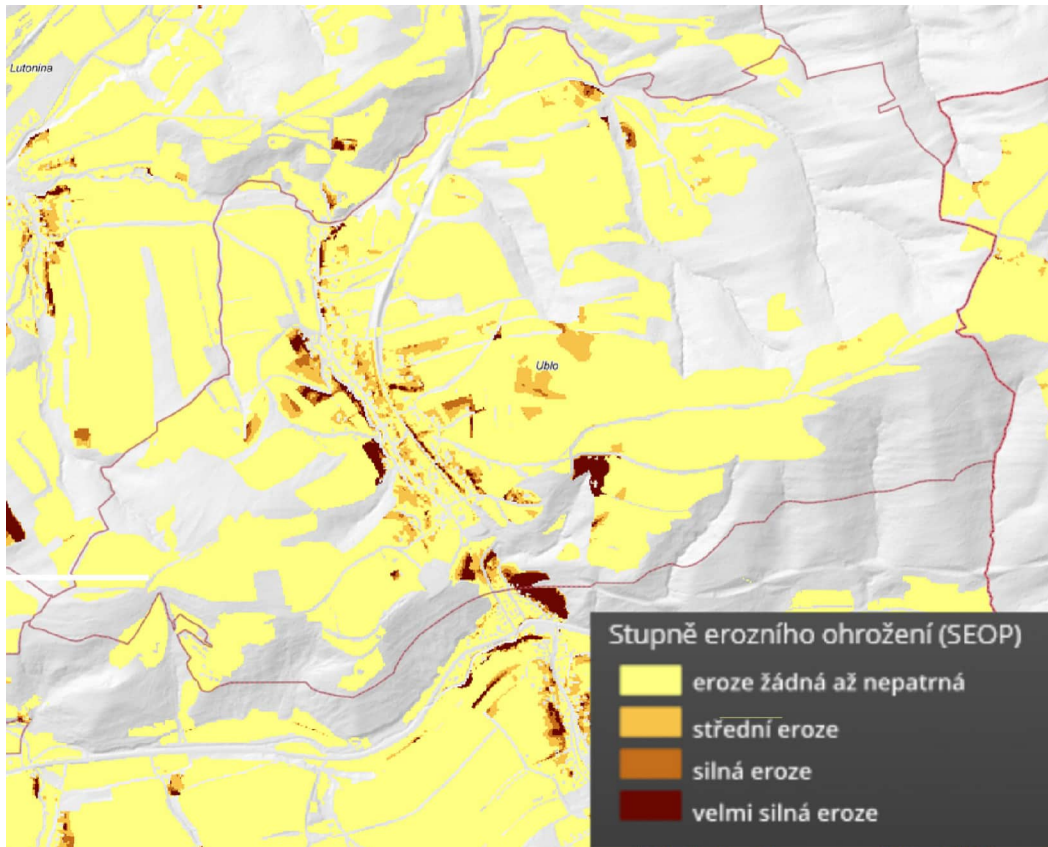 Lutonina
Ublo
Stupně erozního ohrožení (SEOP)
eroze žádná až nepatrná
střední eroze
silná eroze
velmi silná eroze